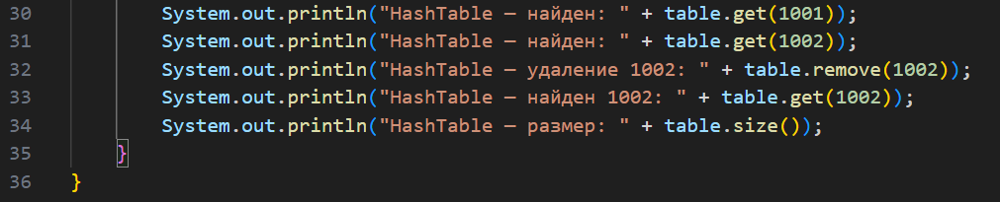 30 System.out.println("HashTable — найден: " + table.get(1001));
31 System.out.println("HashTable — найден: " + table.get(1002));
32 System.out.println("HashTable — удаление 1002: " + table.remove(1002));
33 System.out.println("HashTable — найден 1002: " + table.get(1002));
34 System.out.println("HashTable — размер: " + table.size());
35 }
36 }